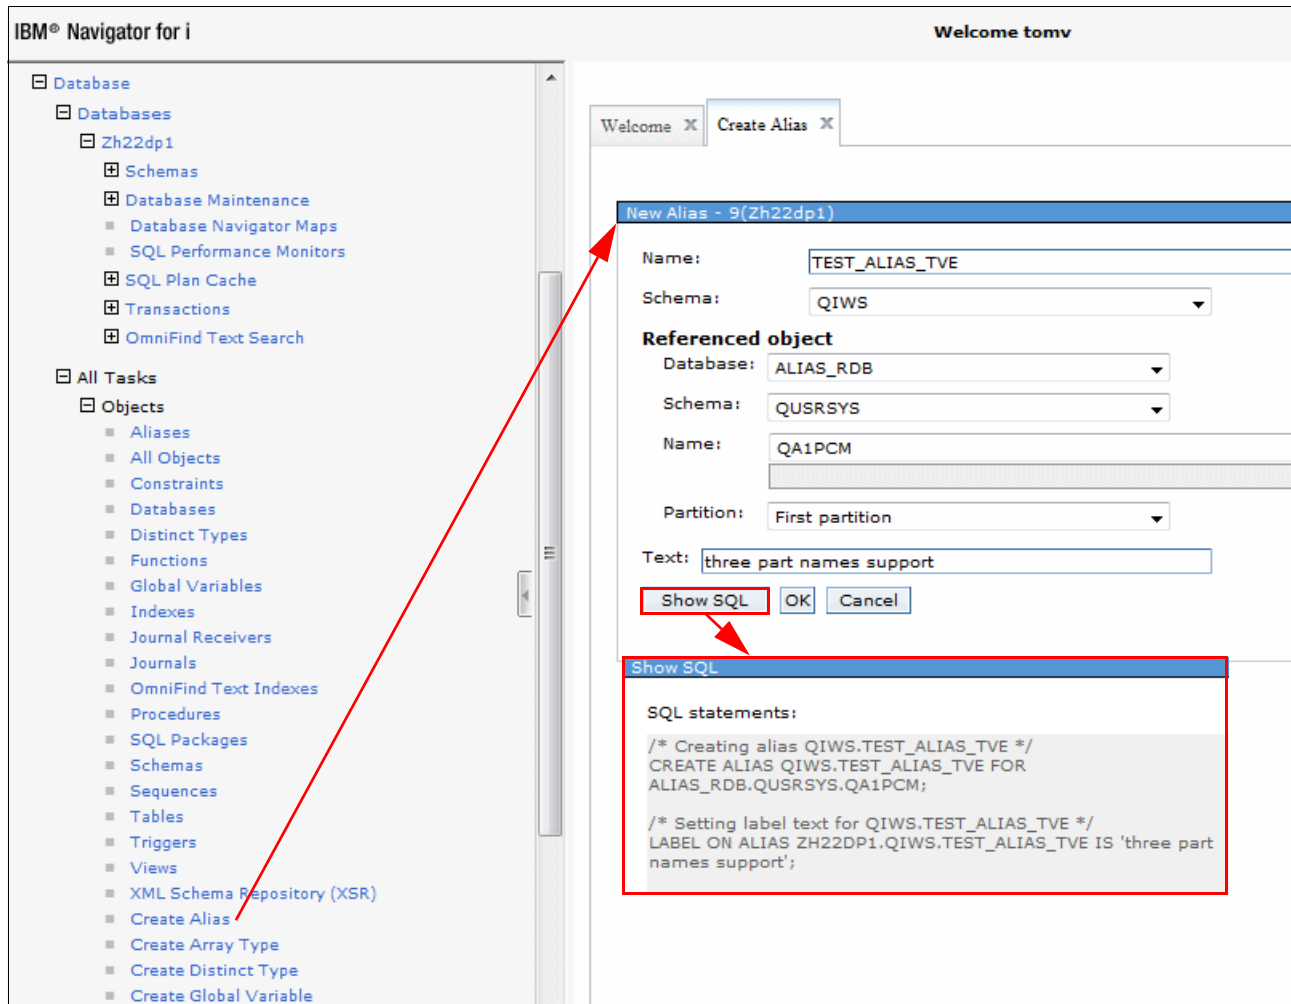 IBM® Navigator for i
Welcome tomv
Database
Databases
Zh22dp1
Schemas
Database Maintenance
Database Navigator Maps
SQL Performance Monitors
SQL Plan Cache
Transactions
OmniFind Text Search
All Tasks
Objects
Aliases
All Objects
Constraints
Databases
Distinct Types
Functions
Global Variables
Indexes
Journal Receivers
Journals
OmniFind Text Indexes
Procedures
SQL Packages
Schemas
Sequences
Tables
Triggers
Views
XML Schema Repository (XSR)
Create Alias
Create Array Type
Create Distinct Type
Create Global Variable
Welcome X Create Alias X
New Alias - 9(Zh22dp1)
Name: TEST_ALIAS_TVE
Schema: QIWS
Referenced object
Database: ALIAS_RDB
Schema: QUSRSYS
Name: QA1PCM
Partition: First partition
Text: three part names support
Show SQL OK Cancel
Show SQL
SQL statements:
/* Creating alias QIWS.TEST_ALIAS_TVE */
CREATE ALIAS QIWS.TEST_ALIAS_TVE FOR
ALIAS_RDB.QUSRSYS.QA1PCM;
/* Setting label text for QIWS.TEST_ALIAS_TVE */
LABEL ON ALIAS ZH22DP1.QIWS.TEST_ALIAS_TVE IS 'three part
names support';